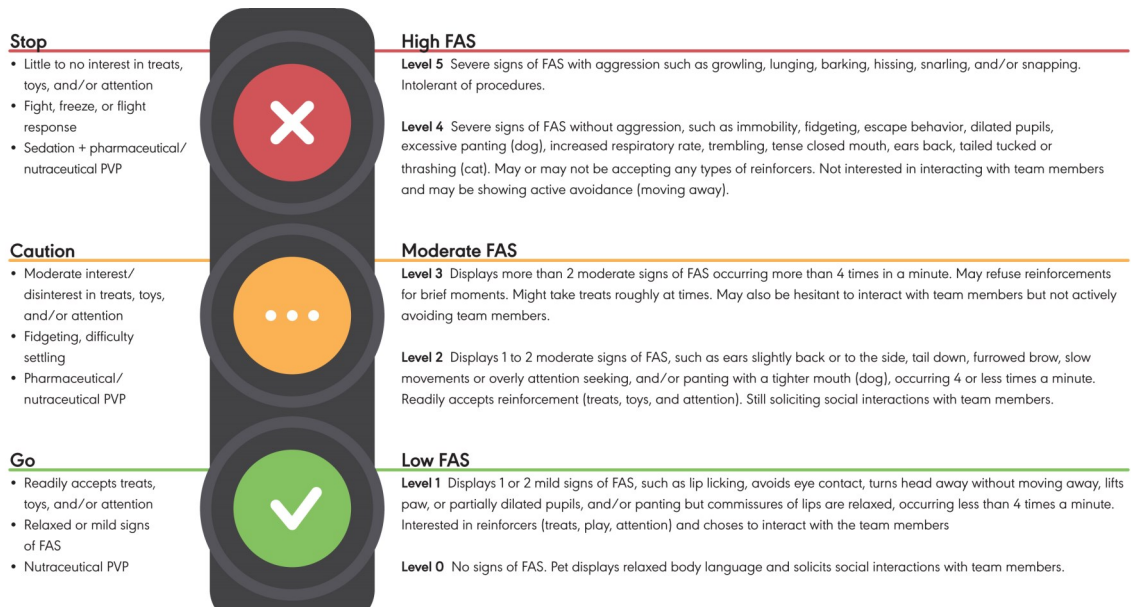 Stop
• Little to no interest in treats,
toys, and/or attention
• Fight, freeze, or flight
response
• Sedation + pharmaceutical/
nutraceutical PVP
High FAS
Level 5 Severe signs of FAS with aggression such as growling, lunging, barking, hissing, snarling, and/or snapping.
Intolerant of procedures.
Level 4 Severe signs of FAS without aggression, such as immobility, fidgeting, escape behavior, dilated pupils,
excessive panting (dog), increased respiratory rate, trembling, tense closed mouth, ears back, tailed tucked or
thrashing (cat). May or may not be accepting any types of reinforcers. Not interested in interacting with team members
and may be showing active avoidance (moving away).
Caution
• Moderate interest/
disinterest in treats, toys,
and/or attention
• Fidgeting, difficulty
settling
• Pharmaceutical/
nutraceutical PVP
Moderate FAS
Level 3 Displays more than 2 moderate signs of FAS occurring more than 4 times in a minute. May refuse reinforcements
for brief moments. Might take treats roughly at times. May also be hesitant to interact with team members but not actively
avoiding team members.
Level 2 Displays 1 to 2 moderate signs of FAS, such as ears slightly back or to the side, tail down, furrowed brow, slow
movements or overly attention seeking, and/or panting with a tighter mouth (dog), occurring 4 or less times a minute.
Readily accepts reinforcement (treats, toys, and attention). Still soliciting social interactions with team members.
Go
• Readily accepts treats,
toys, and/or attention
• Relaxed or mild signs
of FAS
• Nutraceutical PVP
Low FAS
Level 1 Displays 1 or 2 mild signs of FAS, such as lip licking, avoids eye contact, turns head away without moving away, lifts
paw, or partially dilated pupils, and/or panting but commissures of lips are relaxed, occurring less than 4 times a minute.
Interested in reinforcers (treats, play, attention) and choses to interact with the team members
Level 0 No signs of FAS. Pet displays relaxed body language and solicits social interactions with team members.